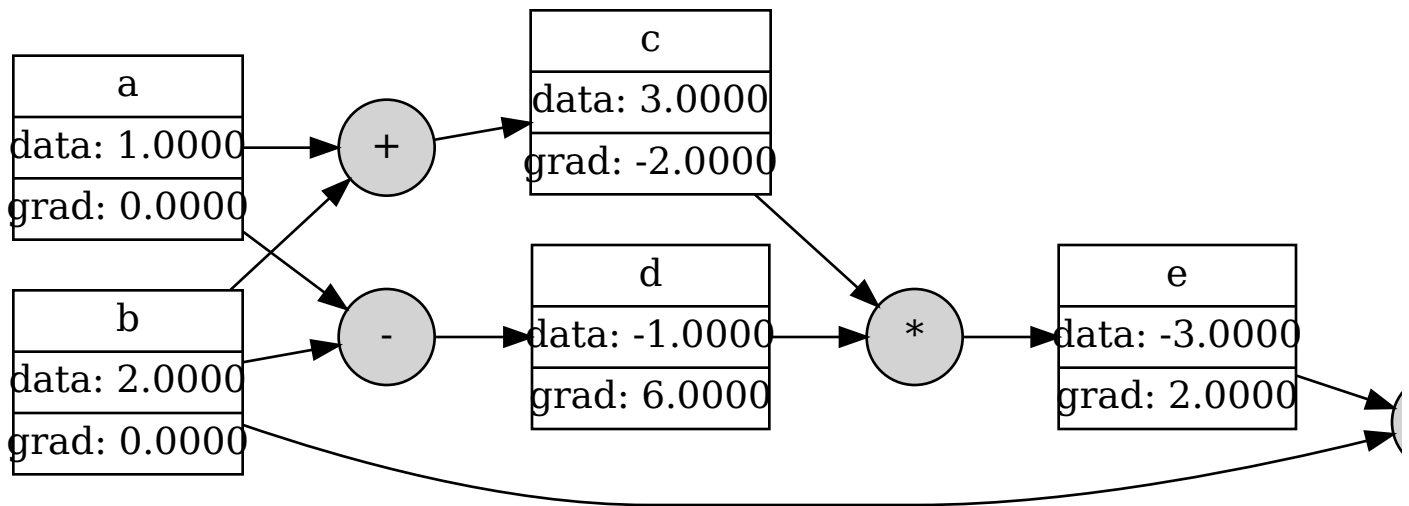 a
data: 1.0000
grad: 0.0000
b
data: 2.0000
grad: 0.0000
+
-
c
data: 3.0000
grad: -2.0000
d
data: -1.0000
grad: 6.0000
*
e
data: -3.0000
grad: 2.0000